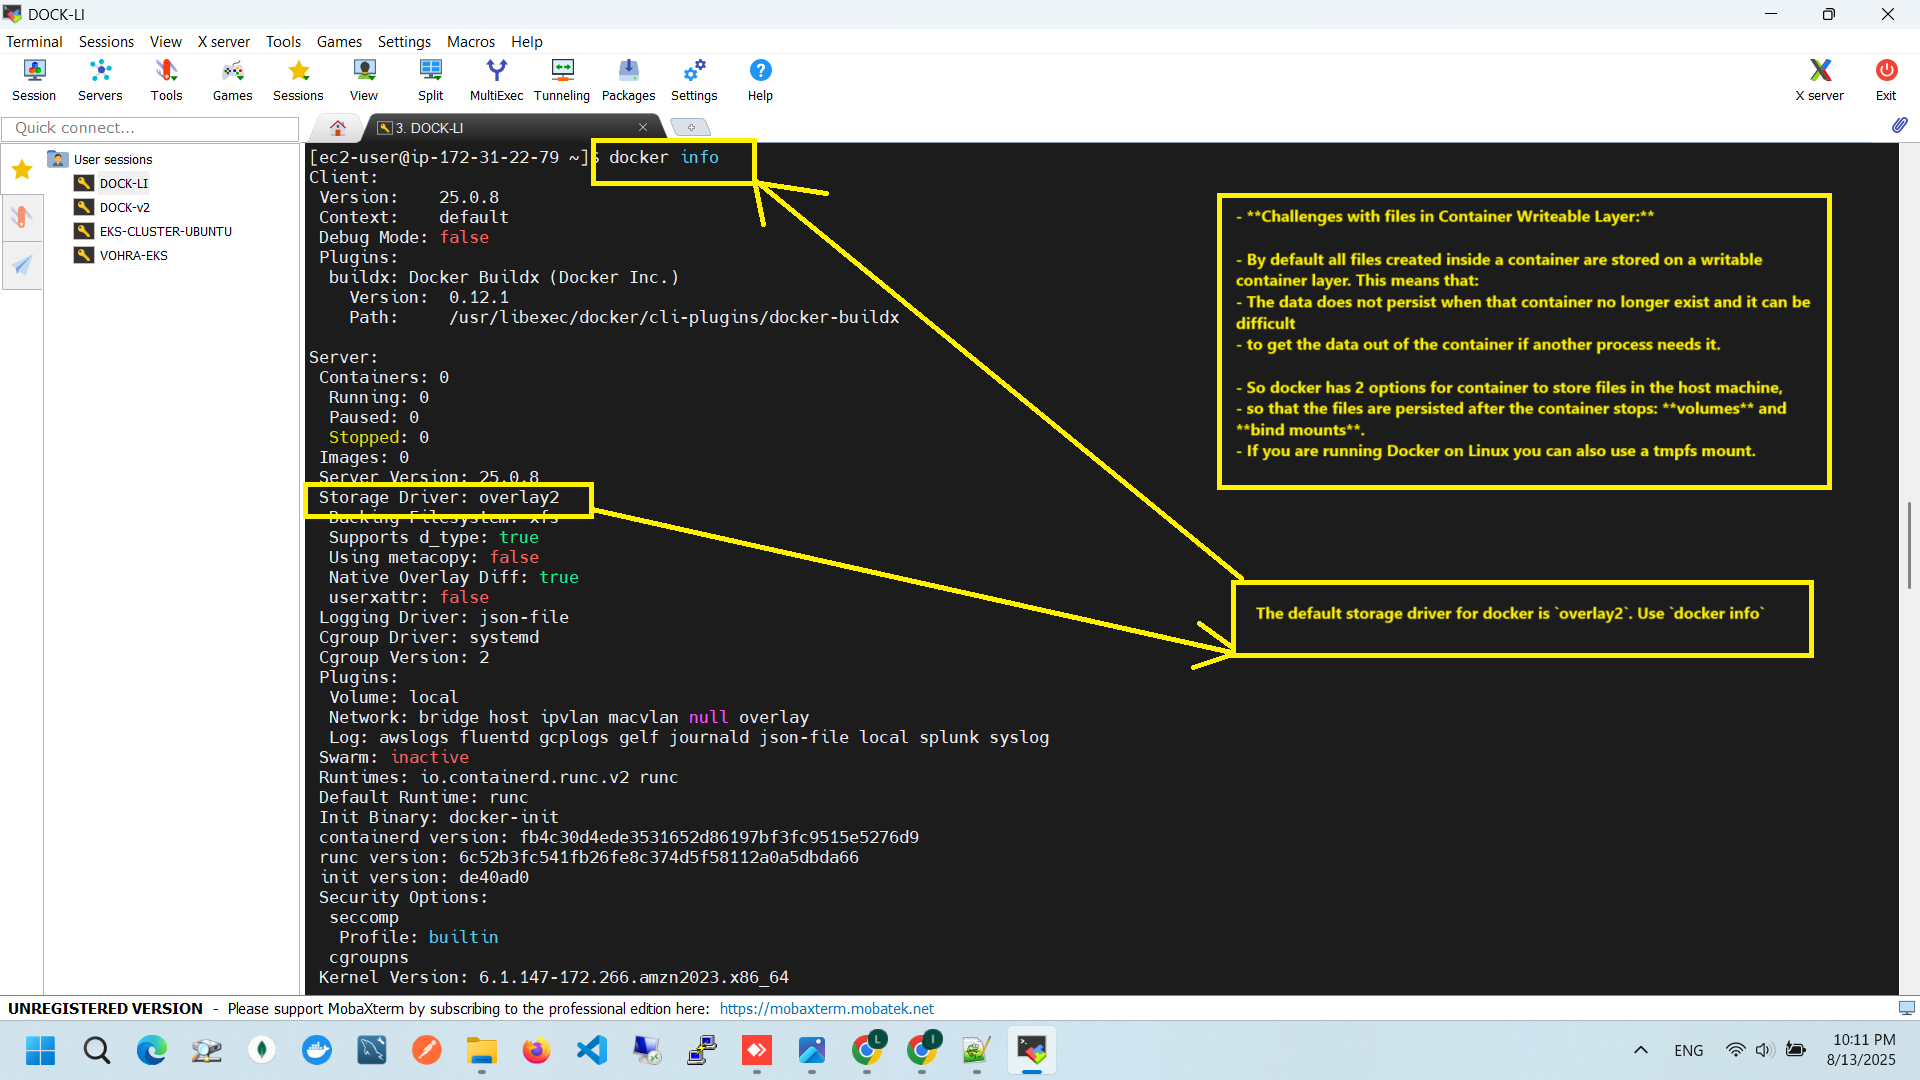 DOCK-LI
Terminal Sessions View X server Tools Games Settings Macros Help
Session Servers Tools Games Sessions View Split MultiExec Tunneling Packages Settings Help X server Exit
Quick connect...
3. DOCK-LI
User sessions
DOCK-LI
DOCK-v2
EKS-CLUSTER-UBUNTU
VOHRA-EKS
[ec2-user@ip-172-31-22-79 ~]$ docker info
Client:
Version: 25.0.8
Context: default
Debug Mode: false
Plugins:
buildx: Docker Buildx (Docker Inc.)
Version: 0.12.1
Path: /usr/libexec/docker/cli-plugins/docker-buildx
Server:
Containers: 0
Running: 0
Paused: 0
Stopped: 0
Images: 0
Server Version: 25.0.8
Storage Driver: overlay2
Backing Filesystem: xfs
Supports d_type: true
Using metacopy: false
Native Overlay Diff: true
userxattr: false
Logging Driver: json-file
Cgroup Driver: systemd
Cgroup Version: 2
Plugins:
Volume: local
Network: bridge host ipvlan macvlan null overlay
Log: awslogs fluentd gcplogs gelf journald json-file local splunk syslog
Swarm: inactive
Runtimes: io.containerd.runc.v2 runc
Default Runtime: runc
Init Binary: docker-init
containerd version: fb4c30d4ede3531652d86197bf3fc9515e5276d9
runc version: 6c52b3fc541fb26fe8c374d5f58112a0a5dbda66
init version: de40ad0
Security Options:
seccomp
Profile: builtin
cgroupns
Kernel Version: 6.1.147-172.266.amzn2023.x86_64
- **Challenges with files in Container Writeable Layer:**
- By default all files created inside a container are stored on a writable
container layer. This means that:
- The data does not persist when that container no longer exist and it can be
difficult
- to get the data out of the container if another process needs it.
- So docker has 2 options for container to store files in the host machine,
- so that the files are persisted after the container stops: **volumes** and
**bind mounts**.
- If you are running Docker on Linux you can also use a tmpfs mount.
The default storage driver for docker is `overlay2`. Use `docker info`
UNREGISTERED VERSION - Please support MobaXterm by subscribing to the professional edition here: https://mobaxterm.mobatek.net
L
I
ENG
10:11 PM
8/13/2025